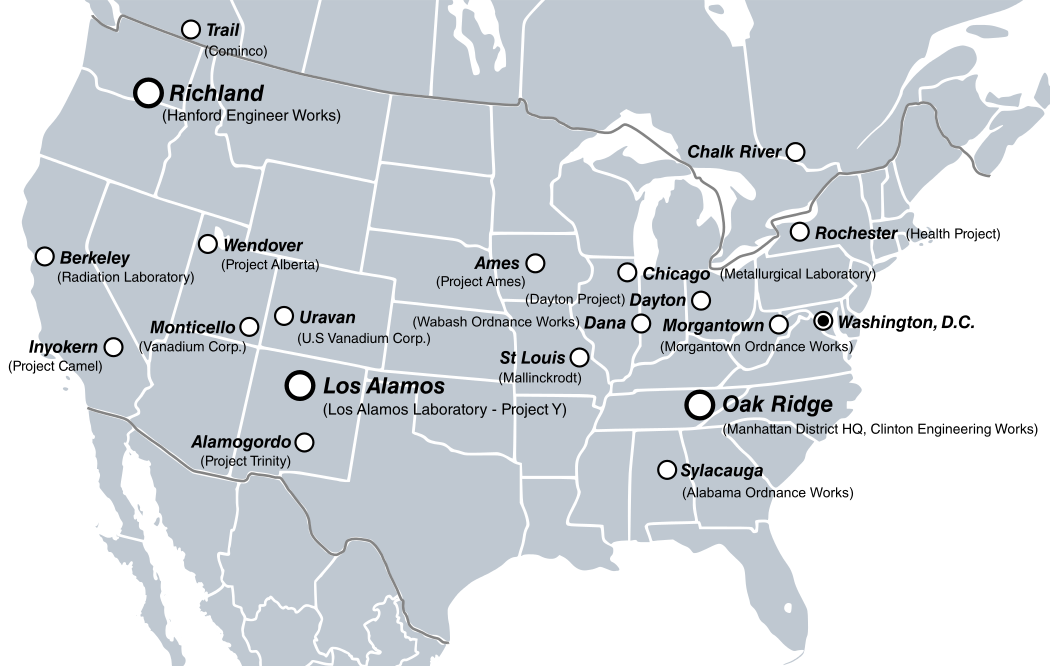 Trail
(Cominco)
Richland
(Hanford Engineer Works)
Chalk River
Rochester (Health Project)
Wendover
(Project Alberta)
Berkeley
(Radiation Laboratory)
Ames
(Project Ames)
Chicago (Metallurgical Laboratory)
(Dayton Project) Dayton
Uravan
(U.S Vanadium Corp.)
Monticello
(Vanadium Corp.)
(Wabash Ordnance Works) Dana
Morgantown
(Morgantown Ordnance Works)
Washington, D.C.
Inyokern
(Project Camel)
St Louis
(Mallinckrodt)
Los Alamos
(Los Alamos Laboratory - Project Y)
Oak Ridge
(Manhattan District HQ, Clinton Engineering Works)
Alamogordo
(Project Trinity)
Sylacauga
(Alabama Ordnance Works)